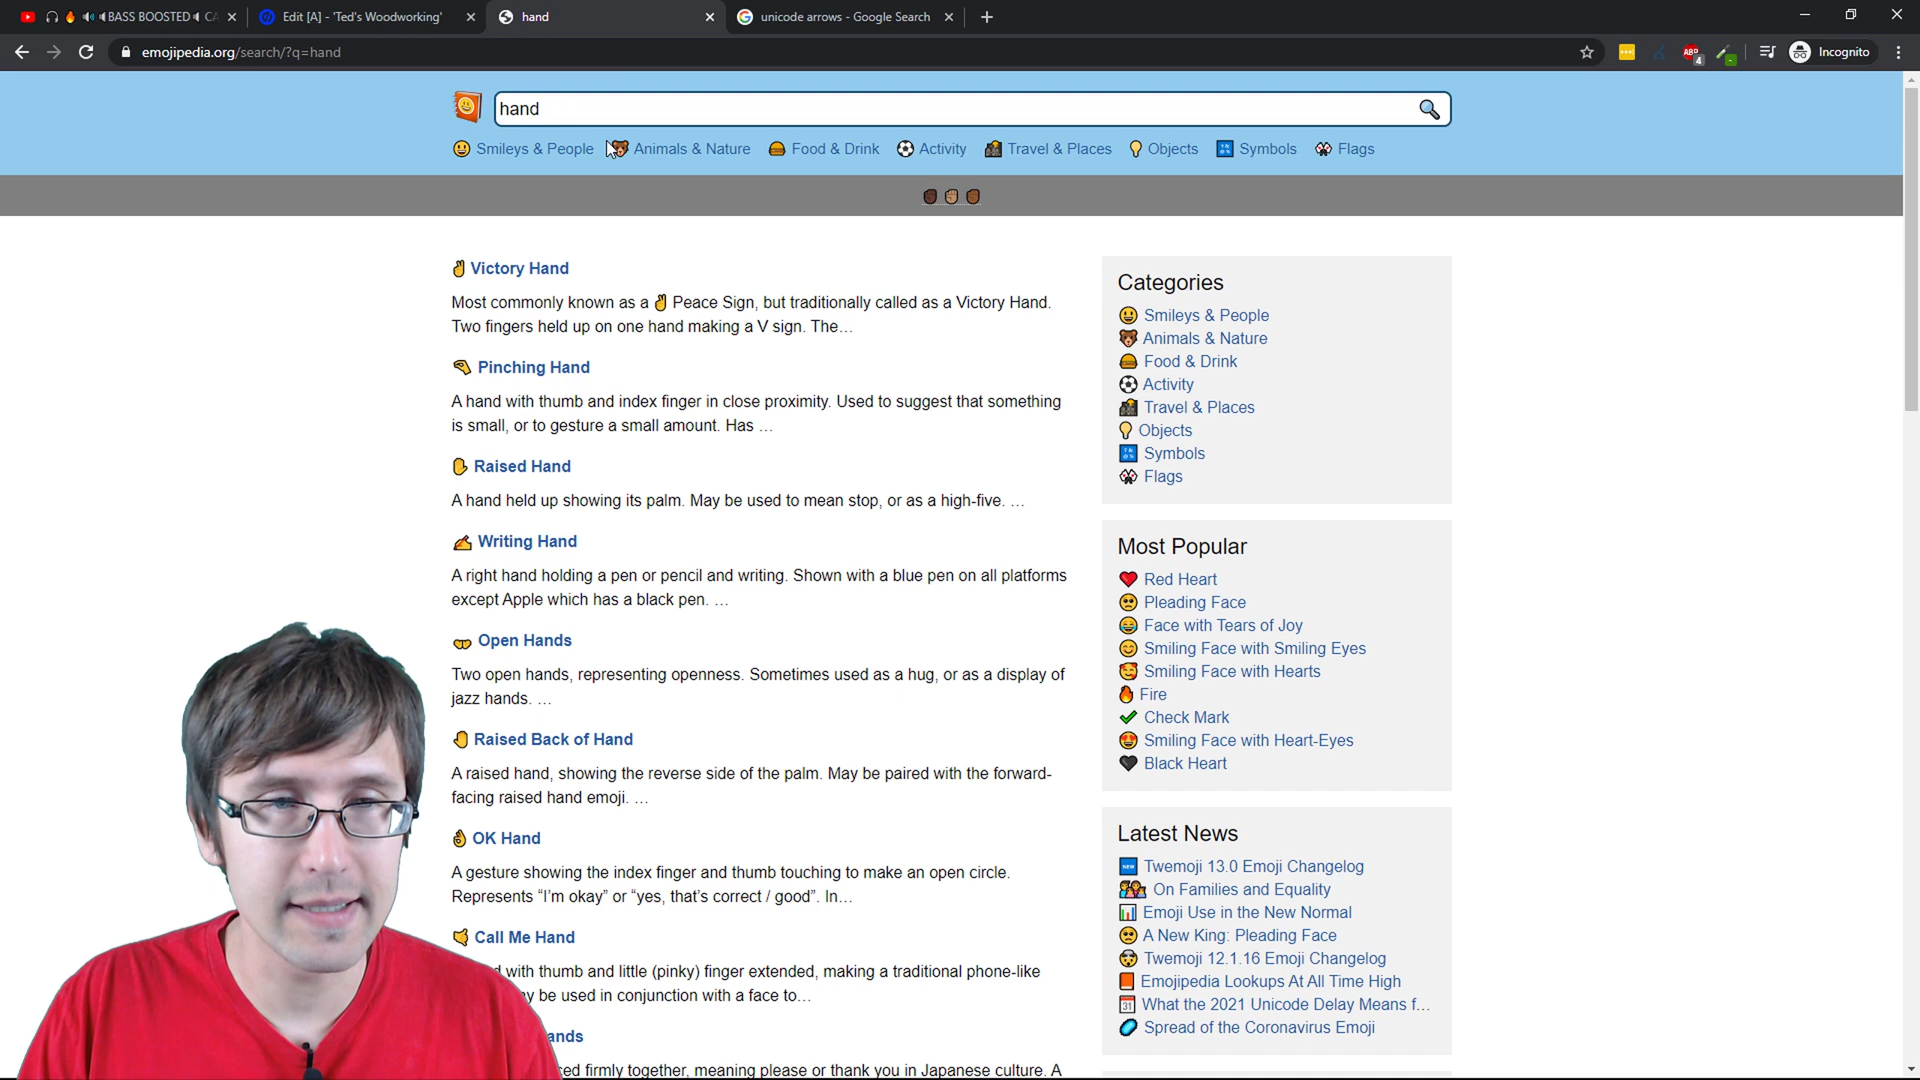 BASS BOOSTED
Edit [A] - 'Ted's Woodworking'
hand
unicode arrows - Google Search
emojipedia.org/search/?q=hand
ABP
4
Incognito
hand
Smileys & People
Animals & Nature
Food & Drink
Activity
Travel & Places
Objects
Symbols
Flags
Victory Hand
Most commonly known as a ✌ Peace Sign, but traditionally called as a Victory Hand.
Two fingers held up on one hand making a V sign. The…
Pinching Hand
A hand with thumb and index finger in close proximity. Used to suggest that something
is small, or to gesture a small amount. Has …
Raised Hand
A hand held up showing its palm. May be used to mean stop, or as a high-five. …
Writing Hand
A right hand holding a pen or pencil and writing. Shown with a blue pen on all platforms
except Apple which has a black pen. …
Open Hands
Two open hands, representing openness. Sometimes used as a hug, or as a display of
jazz hands. …
Raised Back of Hand
A raised hand, showing the reverse side of the palm. May be paired with the forward-
facing raised hand emoji. …
OK Hand
A gesture showing the index finger and thumb touching to make an open circle.
Represents “I’m okay” or “yes, that’s correct / good”. In…
Call Me Hand
with thumb and little (pinky) finger extended, making a traditional phone-like
be used in conjunction with a face to…
firmly together, meaning please or thank you in Japanese culture. A
Categories
Smileys & People
Animals & Nature
Food & Drink
Activity
Travel & Places
Objects
Symbols
Flags
Most Popular
Red Heart
Pleading Face
Face with Tears of Joy
Smiling Face with Smiling Eyes
Smiling Face with Hearts
Fire
Check Mark
Smiling Face with Heart-Eyes
Black Heart
Latest News
Twemoji 13.0 Emoji Changelog
On Families and Equality
Emoji Use in the New Normal
A New King: Pleading Face
Twemoji 12.1.16 Emoji Changelog
Emojipedia Lookups At All Time High
What the 2021 Unicode Delay Means f…
Spread of the Coronavirus Emoji